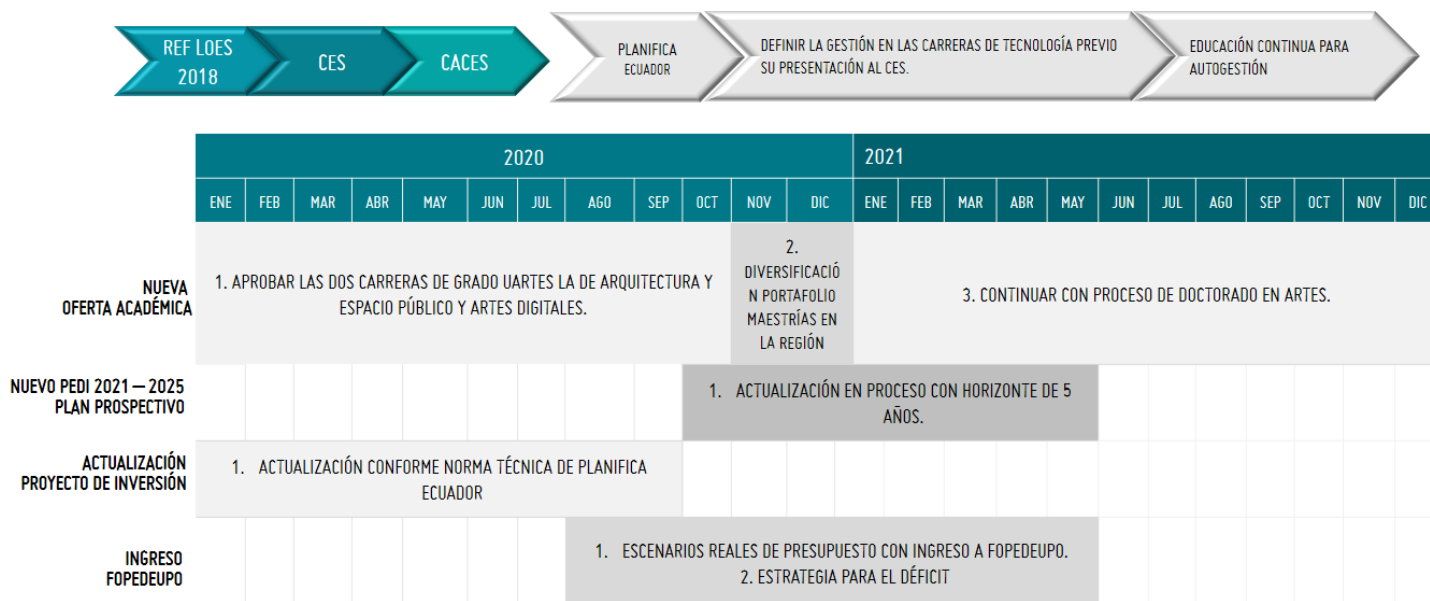 REF LOES
2018
CES
CACES
PLANIFICA
ECUADOR
DEFINIR LA GESTIÓN EN LAS CARRERAS DE TECNOLOGÍA PREVIO
SU PRESENTACIÓN AL CES.
EDUCACIÓN CONTINUA PARA
AUTOGESTIÓN
2020
2021
ENE FEB MAR ABR MAY JUN JUL AGO SEP OCT NOV DIC ENE FEB MAR ABR MAY JUN JUL AGO SEP OCT NOV DIC
NUEVA
OFERTA ACADÉMICA
1. APROBAR LAS DOS CARRERAS DE GRADO UARTES LA DE ARQUITECTURA Y
ESPACIO PÚBLICO Y ARTES DIGITALES.
2.
DIVERSIFICACIÓ
N PORTAFOLIO
MAESTRÍAS EN
LA REGIÓN
3. CONTINUAR CON PROCESO DE DOCTORADO EN ARTES.
NUEVO PEDI 2021 – 2025
PLAN PROSPECTIVO
1. ACTUALIZACIÓN EN PROCESO CON HORIZONTE DE 5
AÑOS.
ACTUALIZACIÓN
PROYECTO DE INVERSIÓN
1. ACTUALIZACIÓN CONFORME NORMA TÉCNICA DE PLANIFICA
ECUADOR
INGRESO
FOPEDEUPO
1. ESCENARIOS REALES DE PRESUPUESTO CON INGRESO A FOPEDEUPO.
2. ESTRATEGIA PARA EL DÉFICIT